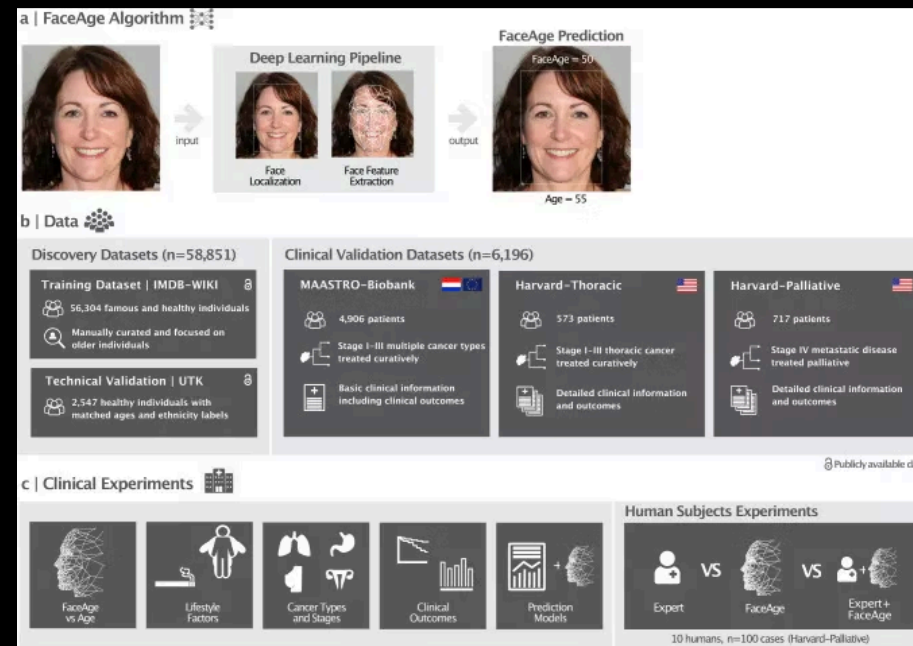 a | FaceAge Algorithm
FaceAge Prediction
Deep Learning Pipeline
FaceAge = 50
input
output
Face
Localization
Face Feature
Extraction
Age = 55
b | Data
Discovery Datasets (n=58,851)
Training Dataset | IMDB-WIKI
56,304 famous and healthy individuals
Manually curated and focused on
older individuals
Technical Validation | UTK
2,547 healthy individuals with
matched ages and ethnicity labels
Clinical Validation Datasets (n=6,196)
MAASTRO-Biobank
4,906 patients
Stage I-III multiple cancer types
treated curatively
Basic clinical information
including clinical outcomes
Harvard-Thoracic
573 patients
Stage I-III thoracic cancer
treated curatively
Detailed clinical information
and outcomes
Harvard-Palliative
717 patients
Stage IV metastatic disease
treated palliative
Detailed clinical information
and outcomes
Publicly available
c | Clinical Experiments
FaceAge
vs Age
Lifestyle
Factors
Cancer Types
and Stages
Clinical
Outcomes
+
Prediction
Models
Human Subjects Experiments
Expert
VS
FaceAge
VS
+
Expert+
FaceAge
10 humans, n=100 cases (Harvard-Palliative)